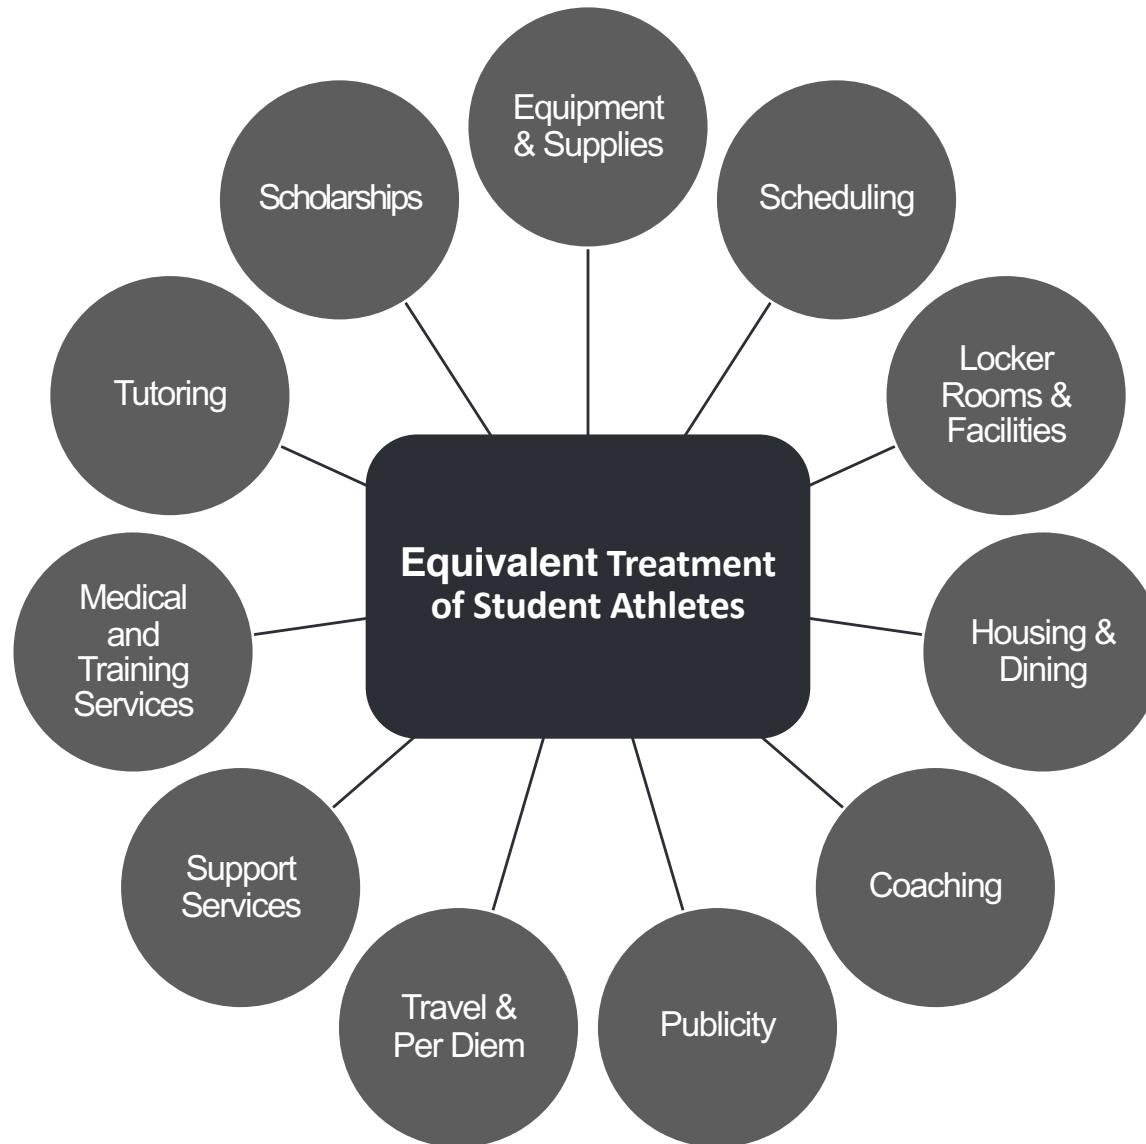 Equipment
& Supplies
Scheduling
Locker
Rooms &
Facilities
Housing &
Dining
Coaching
Publicity
Travel &
Per Diem
Support
Services
Medical
and
Training
Services
Tutoring
Scholarships
Equivalent Treatment
of Student Athletes